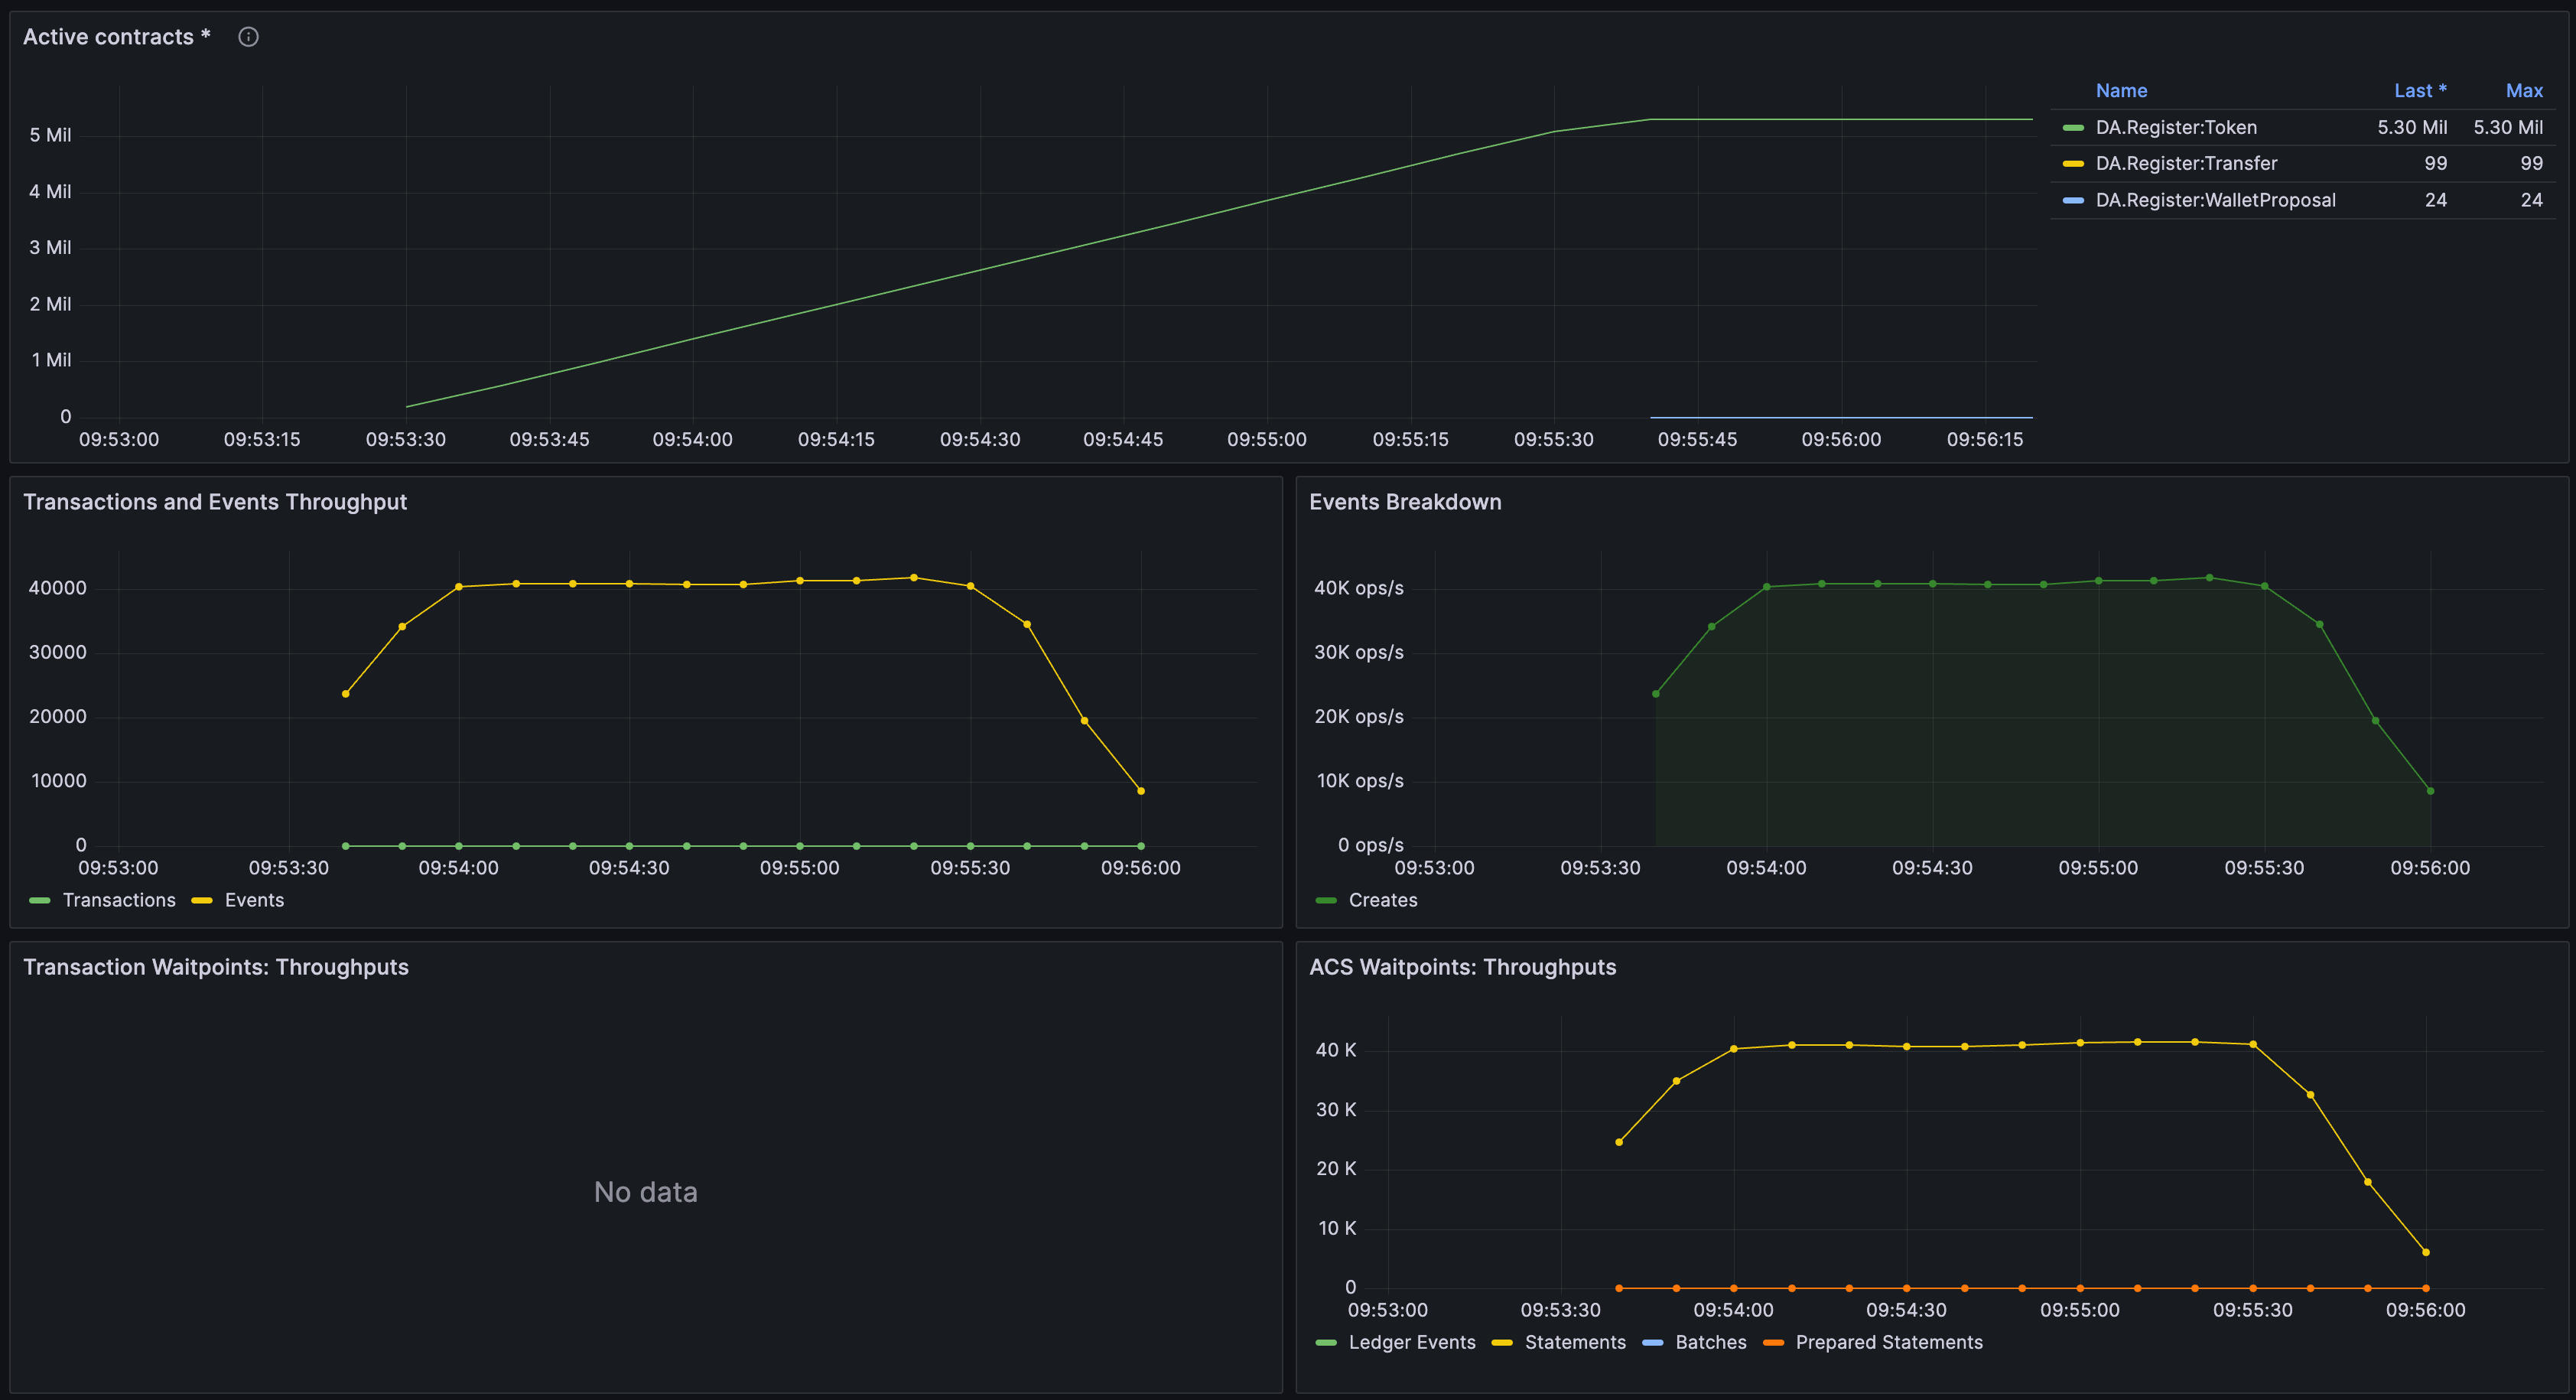 Active contracts *
Name Last * Max
DA.Register:Token 5.30 Mil 5.30 Mil
DA.Register:Transfer 99 99
DA.Register:WalletProposal 24 24
5 Mil
4 Mil
3 Mil
2 Mil
1 Mil
0
09:53:00 09:53:15 09:53:30 09:53:45 09:54:00 09:54:15 09:54:30 09:54:45 09:55:00 09:55:15 09:55:30 09:55:45 09:56:00 09:56:15
Transactions and Events Throughput
40000
30000
20000
10000
0
09:53:00 09:53:30 09:54:00 09:54:30 09:55:00 09:55:30 09:56:00
Transactions Events
Events Breakdown
40K ops/s
30K ops/s
20K ops/s
10K ops/s
0 ops/s
09:53:00 09:53:30 09:54:00 09:54:30 09:55:00 09:55:30 09:56:00
Creates
Transaction Waitpoints: Throughputs
No data
ACS Waitpoints: Throughputs
40 K
30 K
20 K
10 K
0
09:53:00 09:53:30 09:54:00 09:54:30 09:55:00 09:55:30 09:56:00
Ledger Events Statements Batches Prepared Statements